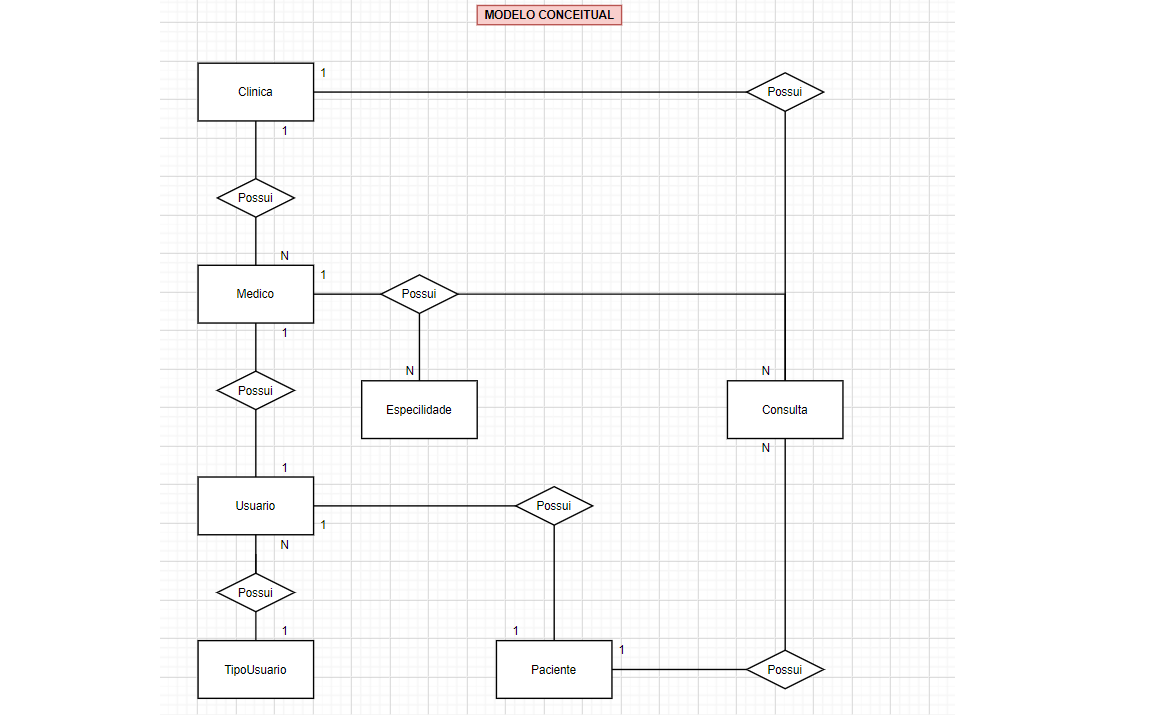 MODELO CONCEITUAL
Clinica
1
Possui
1
Possui
N
Medico
1
Possui
1
N
Especilidade
N
Consulta
N
Possui
1
Usuario
1
Possui
N
Possui
1
TipoUsuario
1
Paciente
1
Possui